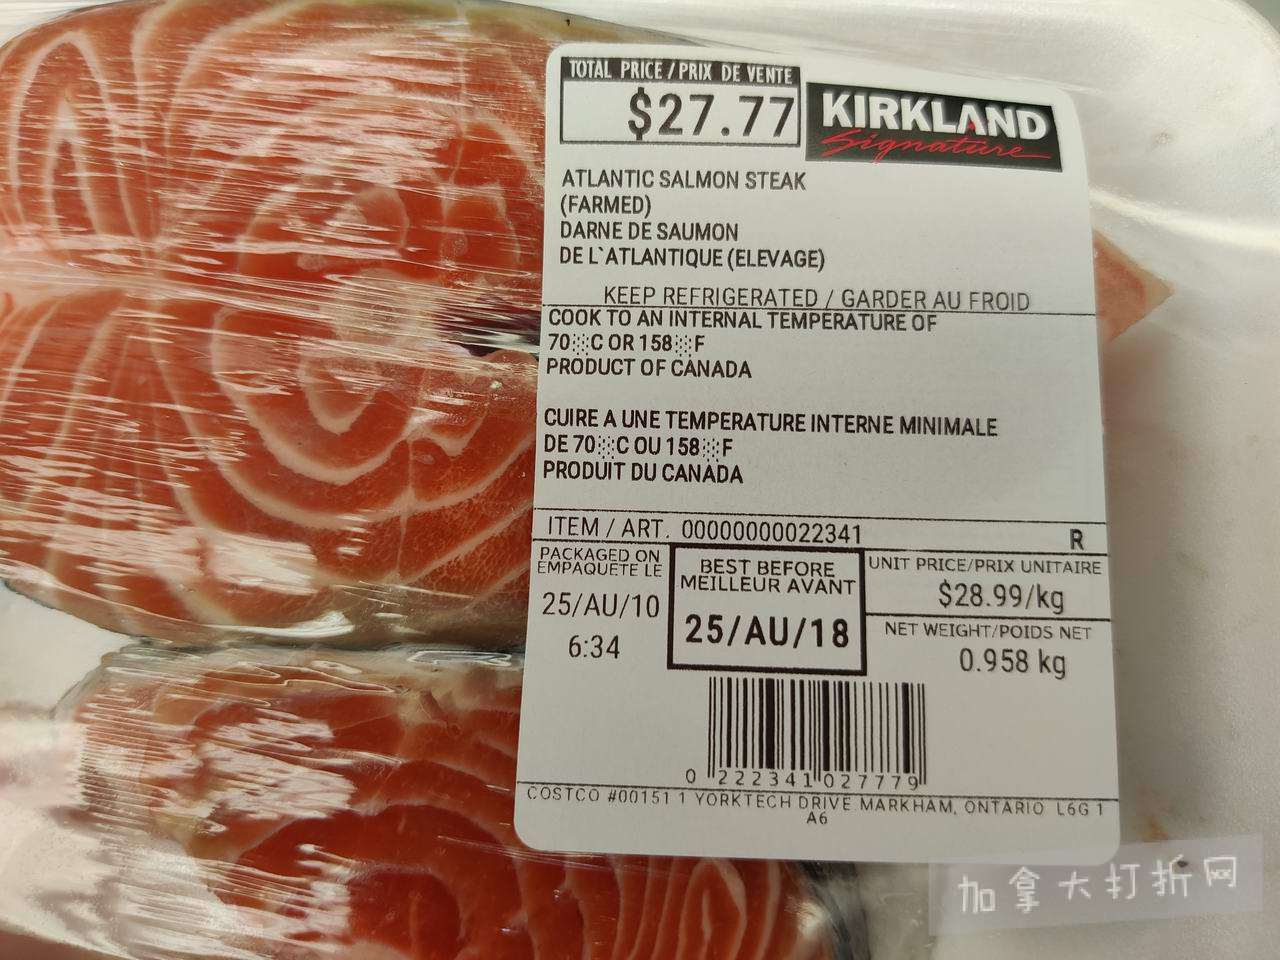 TOTAL PRICE / PRIX DE VENTE
$27.77
KIRKLAND
Signature
ATLANTIC SALMON STEAK
(FARMED)
DARNE DE SAUMON
DE L`ATLANTIQUE (ELEVAGE)
KEEP REFRIGERATED / GARDER AU FROID
COOK TO AN INTERNAL TEMPERATURE OF
70░C OR 158░F
PRODUCT OF CANADA
CUIRE A UNE TEMPERATURE INTERNE MINIMALE
DE 70░C OU 158░F
PRODUIT DU CANADA
ITEM / ART. 00000000022341
R
PACKAGED ON
EMPAQUETE LE
25/AU/10
6:34
BEST BEFORE
MEILLEUR AVANT
25/AU/18
UNIT PRICE/PRIX UNITAIRE
$28.99/kg
NET WEIGHT/POIDS NET
0.958 kg
0 222341 027779
COSTCO #00151 1 YORKTECH DRIVE MARKHAM, ONTARIO L6G 1
A6
加拿大打折网